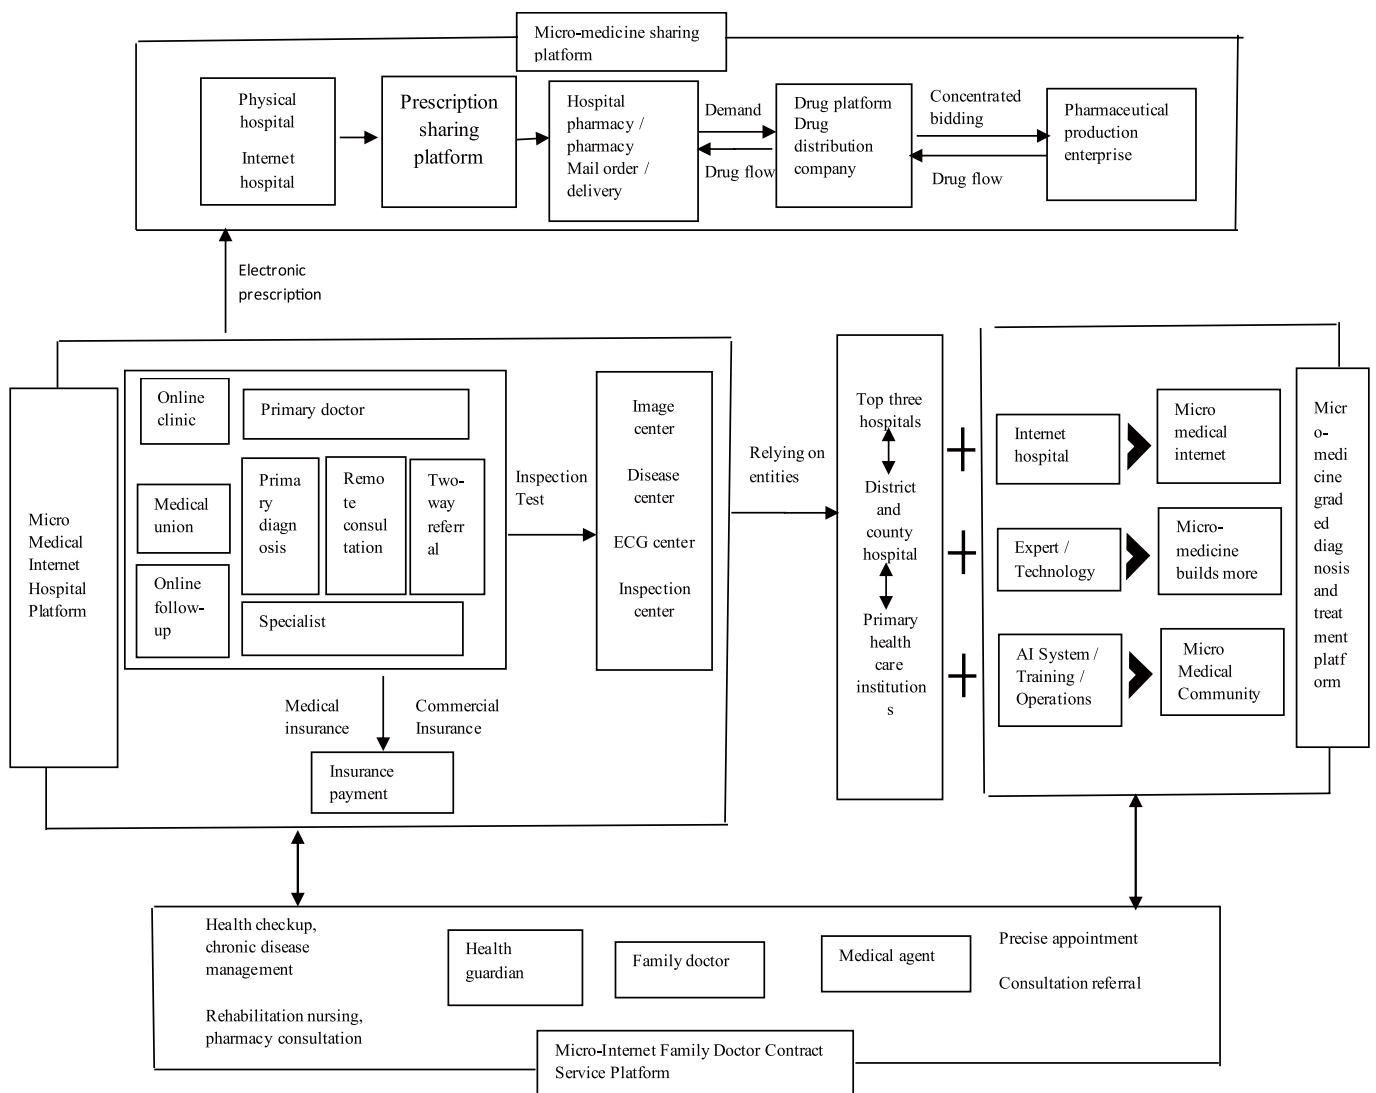 Micro-medicine sharing
platform
Physical
hospital
Internet
hospital
Prescription
sharing
platform
Hospital
pharmacy /
pharmacy
Mail order /
delivery
Demand
Drug flow
Drug platform
Drug
distribution
company
Concentrated
bidding
Drug flow
Pharmaceutical
production
enterprise
Electronic
prescription
Micro
Medical
Internet
Hospital
Platform
Online
clinic
Medical
union
Online
follow-
up
Primary doctor
Prima
ry
diagn
osis
Remo
te
consul
tation
Two-
way
referr
al
Specialist
Inspection
Test
Image
center
Disease
center
ECG center
Inspection
center
Medical
insurance
Commercial
Insurance
Insurance
payment
Relying on
entities
Top three
hospitals
District
and
county
hospital
Primary
health
care
institution
s
+
+
+
Internet
hospital
Micro
medical
internet
Expert /
Technology
Micro-
medicine
builds more
AI System /
Training /
Operations
Micro
Medical
Community
Micr
o-
medi
cine
grad
ed
diag
nosis
and
treat
ment
platf
orm
Health checkup,
chronic disease
management
Rehabilitation nursing,
pharmacy consultation
Health
guardian
Family doctor
Medical agent
Precise appointment
Consultation referral
Micro-Internet Family Doctor Contract
Service Platform